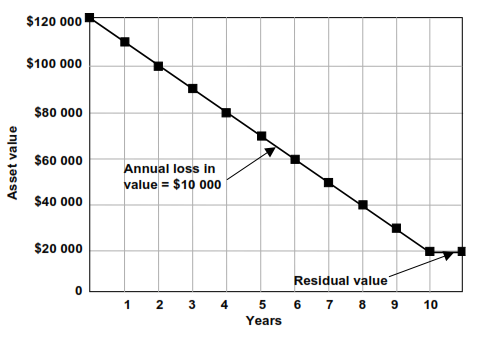 $120 000
$100 000
$80 000
$60 000
$40 000
$20 000
0
Asset value
Annual loss in
value = $10 000
Residual value
1 2 3 4 5 6 7 8 9 10
Years